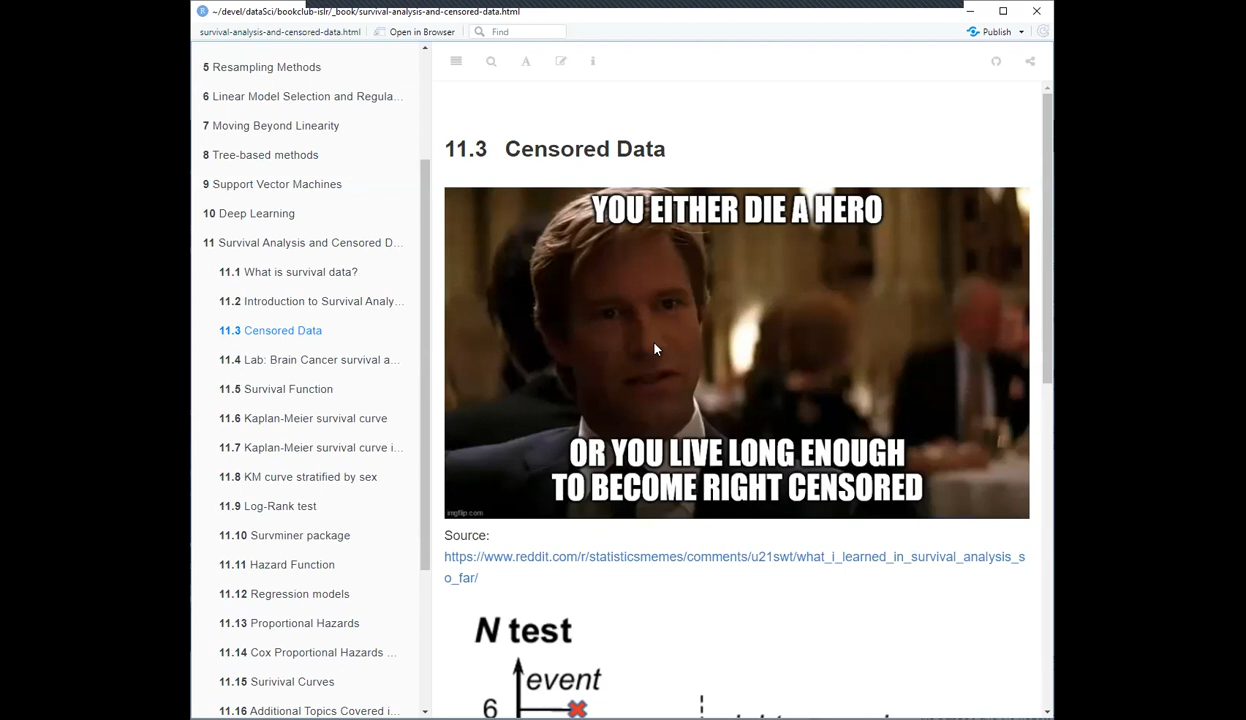 ~/devel/dataSci/bookclub-islr/_book/survival-analysis-and-censored-data.html
survival-analysis-and-censored-data.html
Open in Browser
Find
Publish
5 Resampling Methods
6 Linear Model Selection and Regula...
7 Moving Beyond Linearity
8 Tree-based methods
9 Support Vector Machines
10 Deep Learning
11 Survival Analysis and Censored D...
11.1 What is survival data?
11.2 Introduction to Survival Analy...
11.3 Censored Data
11.4 Lab: Brain Cancer survival a...
11.5 Survival Function
11.6 Kaplan-Meier survival curve
11.7 Kaplan-Meier survival curve i...
11.8 KM curve stratified by sex
11.9 Log-Rank test
11.10 Survminer package
11.11 Hazard Function
11.12 Regression models
11.13 Proportional Hazards
11.14 Cox Proportional Hazards ...
11.15 Surivival Curves
11.16 Additional Topics Covered i...
11.3 Censored Data
YOU EITHER DIE A HERO
OR YOU LIVE LONG ENOUGH
TO BECOME RIGHT CENSORED
imgflip.com
Source:
https://www.reddit.com/r/statisticsmemes/comments/u21swt/what_i_learned_in_survival_analysis_s
o_far/
N test
event
6